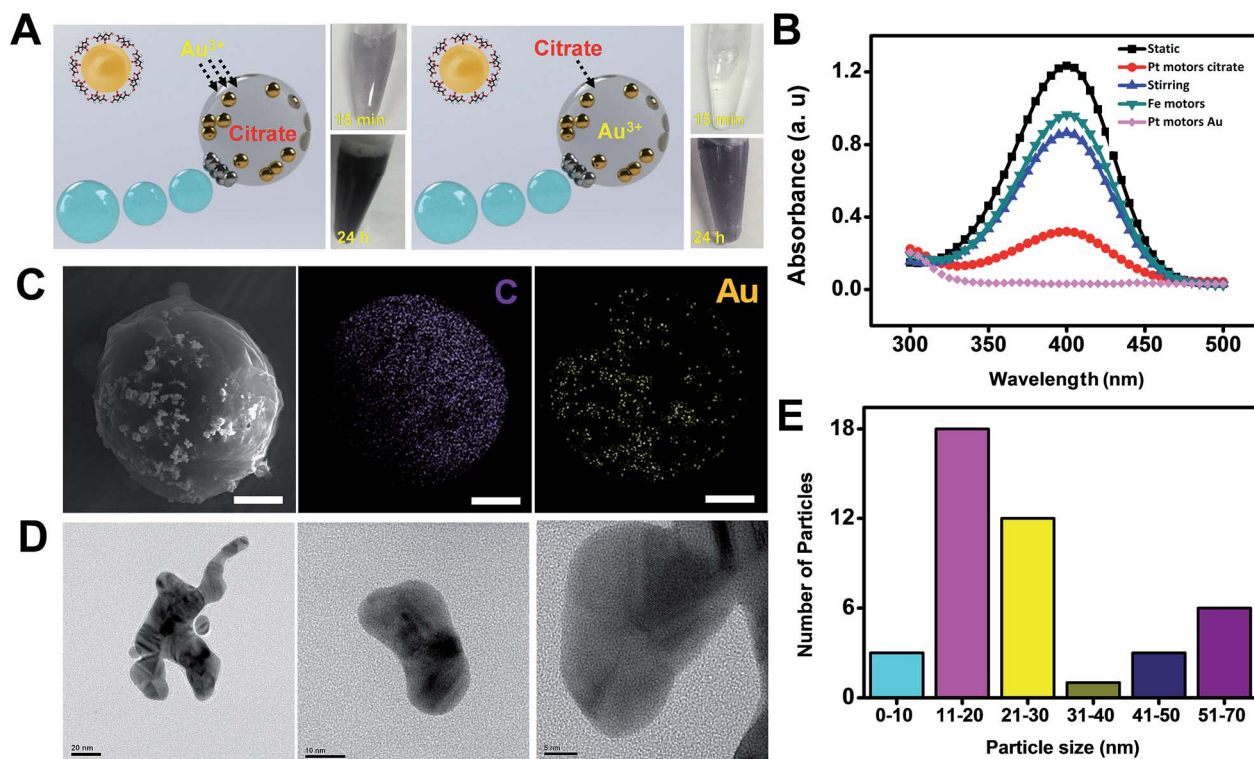 A
Au3+
Citrate
15 min
24 h
Citrate
Au3+
15 min
24 h
B
Absorbance (a. u)
1.2
0.8
0.4
0.0
300
350
400
450
500
Wavelength (nm)
Static
Pt motors citrate
Stirring
Fe motors
Pt motors Au
C
C
Au
D
20 nm
10 nm
5 nm
E
Number of Particles
18
12
6
0
0-10
11-20
21-30
31-40
41-50
51-70
Particle size (nm)